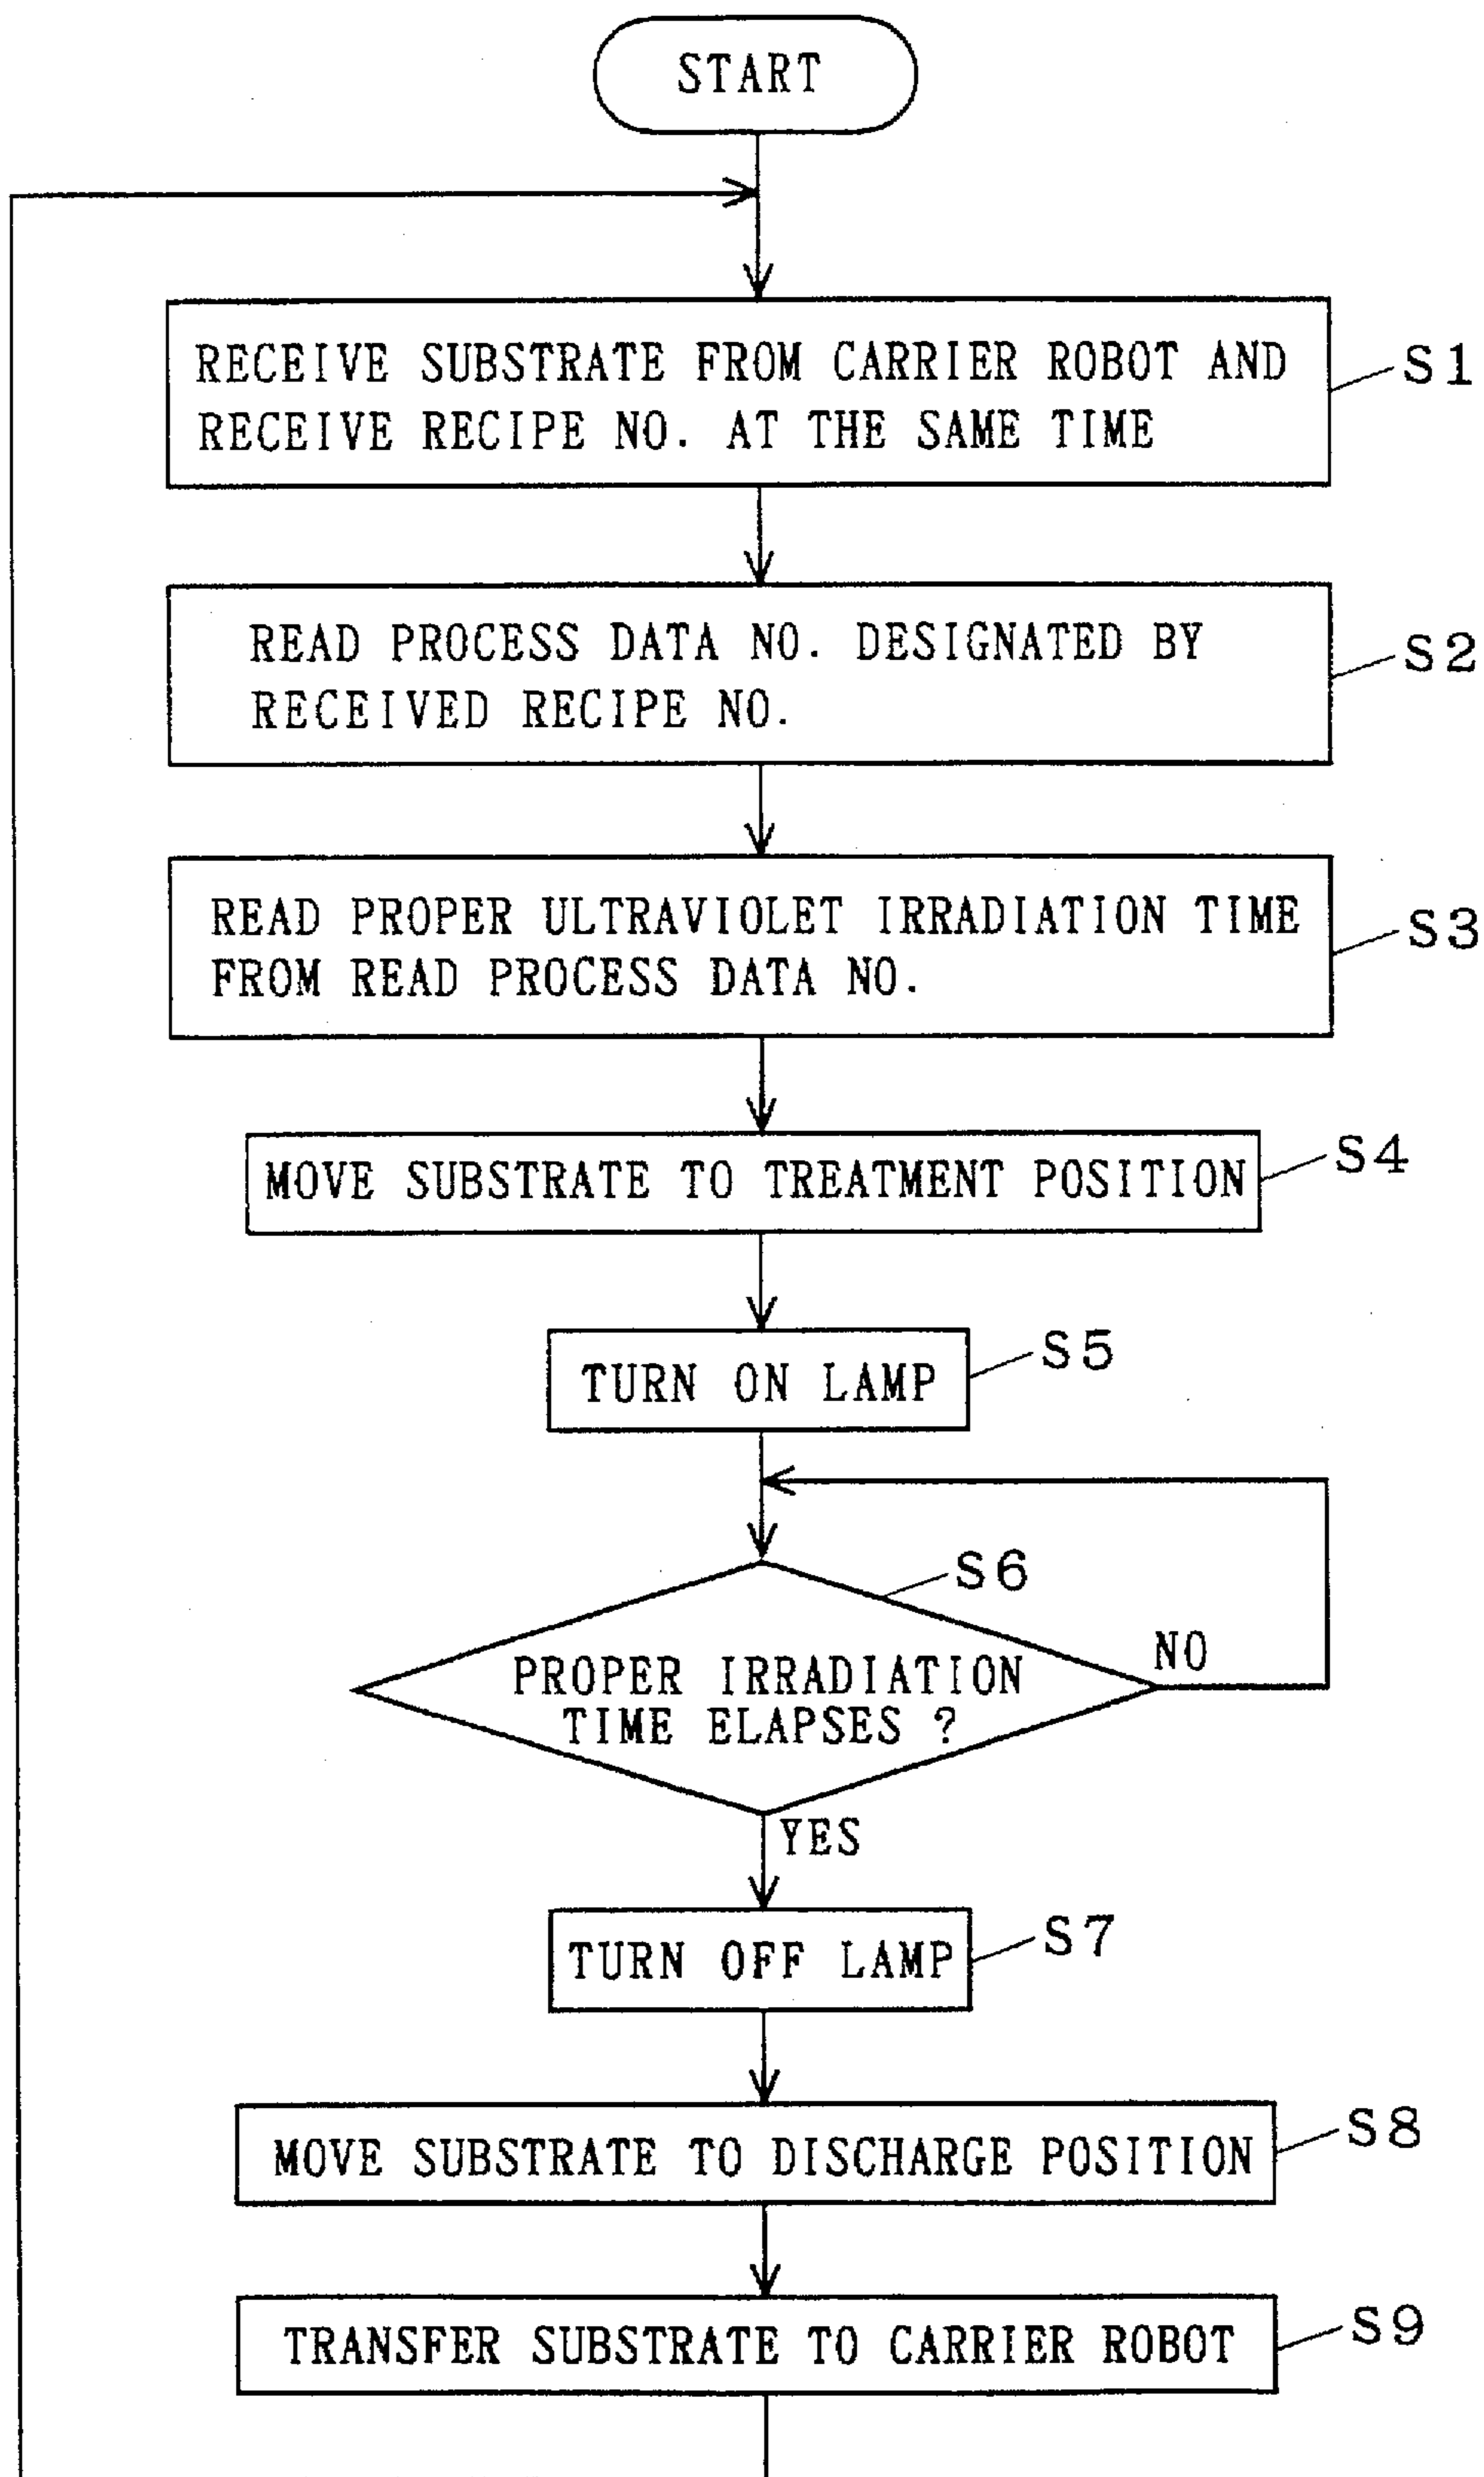 START
RECEIVE SUBSTRATE FROM CARRIER ROBOT AND
RECEIVE RECIPE NO. AT THE SAME TIME
S1
READ PROCESS DATA NO. DESIGNATED BY
RECEIVED RECIPE NO.
S2
READ PROPER ULTRAVIOLET IRRADIATION TIME
FROM READ PROCESS DATA NO.
S3
MOVE SUBSTRATE TO TREATMENT POSITION
S4
TURN ON LAMP
S5
S6
PROPER IRRADIATION
TIME ELAPSES ?
NO
YES
TURN OFF LAMP
S7
MOVE SUBSTRATE TO DISCHARGE POSITION
S8
TRANSFER SUBSTRATE TO CARRIER ROBOT
S9